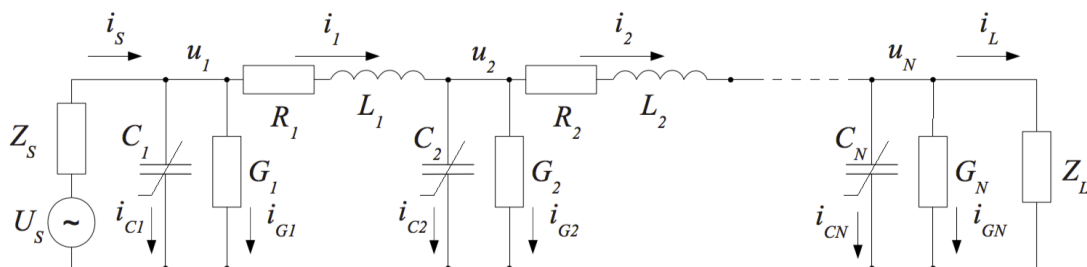 i_S u_1 i_1 u_2 i_2 u_N i_L
R_1 L_1 R_2 L_2
Z_S C_1 G_1 C_2 G_2 C_N G_N Z_L
U_S ~ i_C1 i_G1 i_C2 i_G2 i_CN i_GN